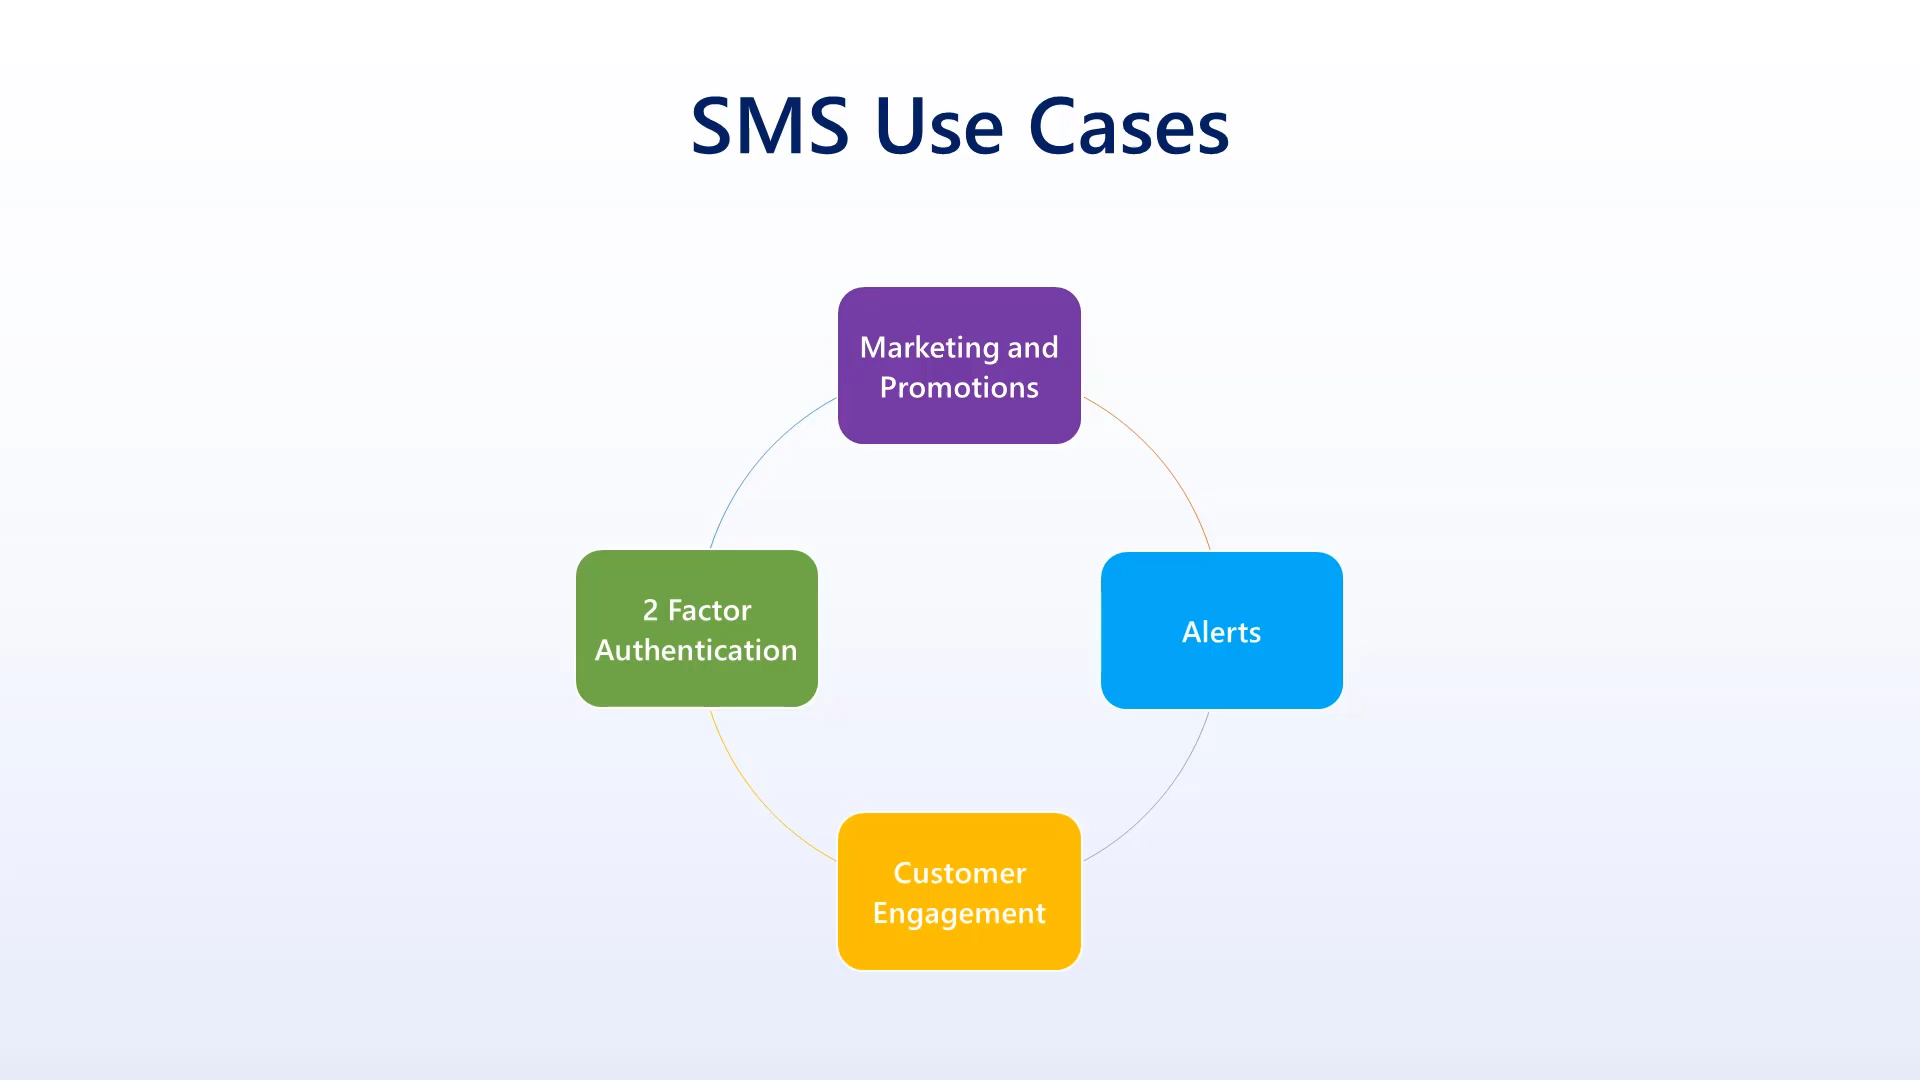 SMS Use Cases
Marketing and
Promotions
2 Factor
Authentication
Alerts
Customer
Engagement